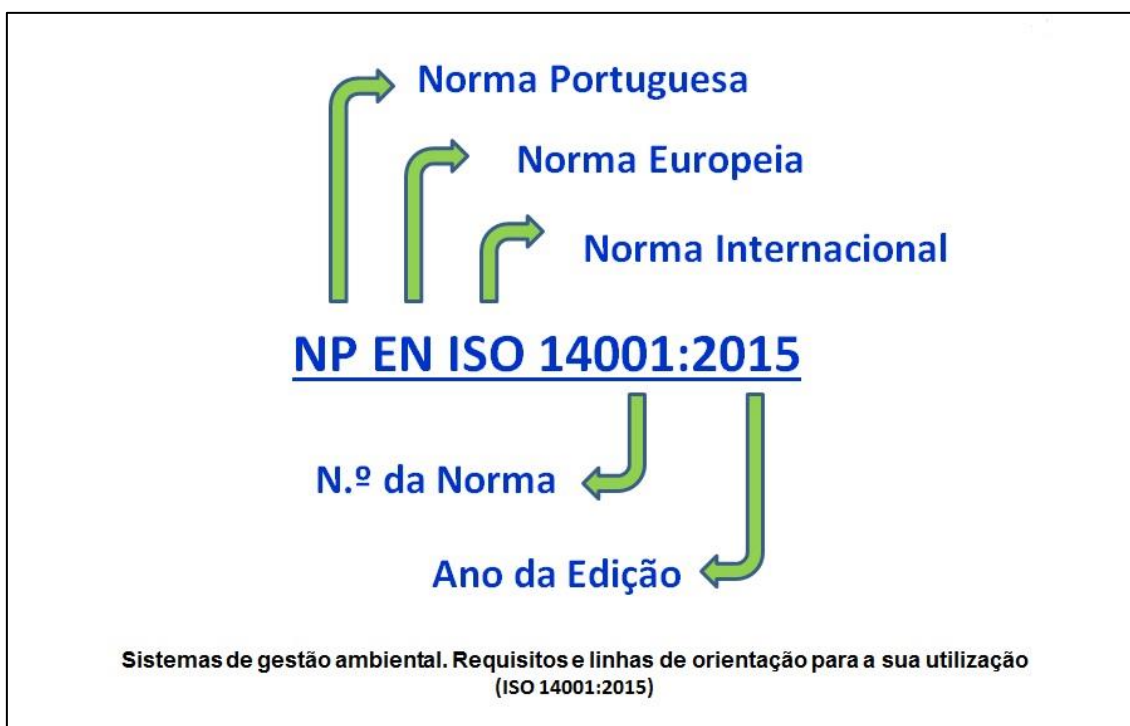 Norma Portuguesa
Norma Europeia
Norma Internacional
NP EN ISO 14001:2015
N.º da Norma
Ano da Edição
Sistemas de gestão ambiental. Requisitos e linhas de orientação para a sua utilização
(ISO 14001:2015)